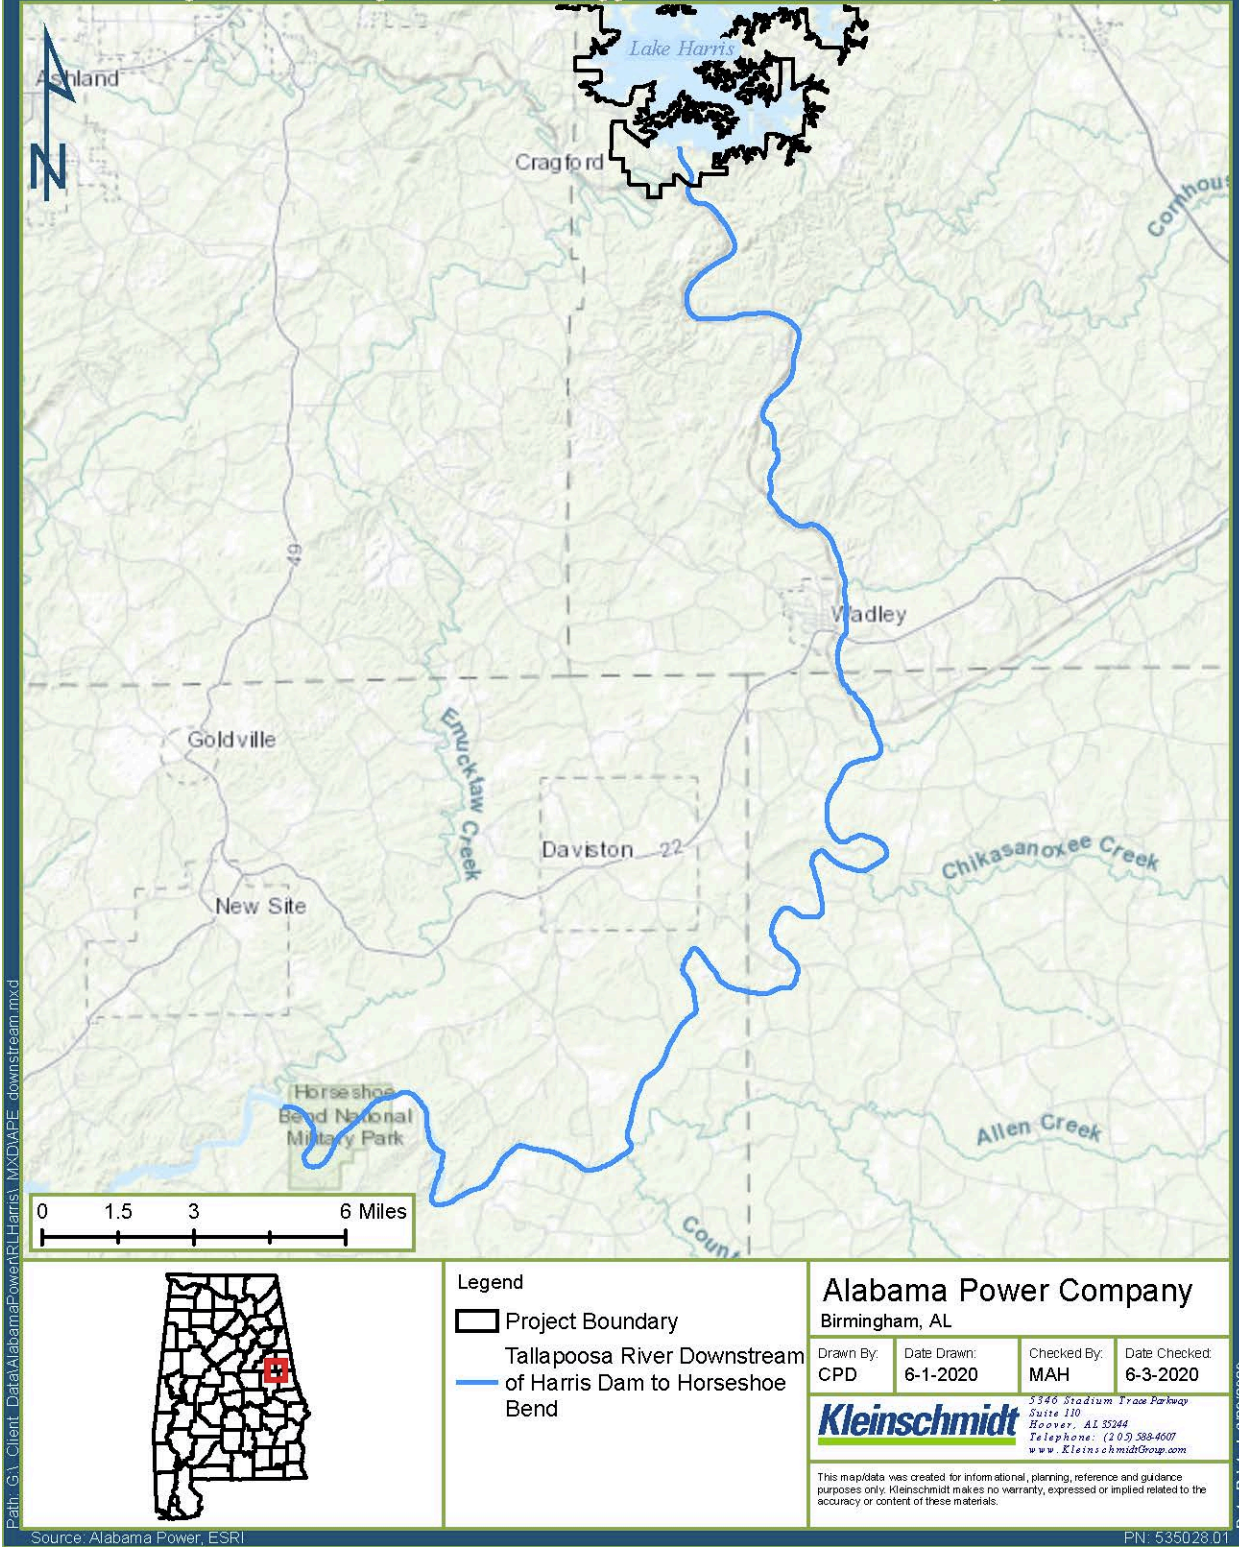 Lake Harris
Ashland
N
Cragford
Cornhous
49
Wadley
Goldville
Emuckfaw Creek
Daviston
22
Chikasanoxee Creek
New Site
Horseshoe
Bend National
Military Park
Allen Creek
0 1.5 3 6 Miles
Legend
Project Boundary
Tallapoosa River Downstream
of Harris Dam to Horseshoe
Bend
Alabama Power Company
Birmingham, AL
Drawn By:
CPD
Date Drawn:
6-1-2020
Checked By:
MAH
Date Checked:
6-3-2020
Kleinschmidt
5346 Stadium Trace Parkway
Suite 110
Hoover, AL 35244
Telephone: (205) 588-4607
www.KleinschmidtGroup.com
This map/data was created for informational, planning, reference and guidance
purposes only. Kleinschmidt makes no warranty, expressed or implied related to the
accuracy or content of these materials.
Path: G:\_Client_Data\AlabamaPower\RLHarris\_MXD\APE_downstream.mxd
Source: Alabama Power, ESRI
PN: 535028.01